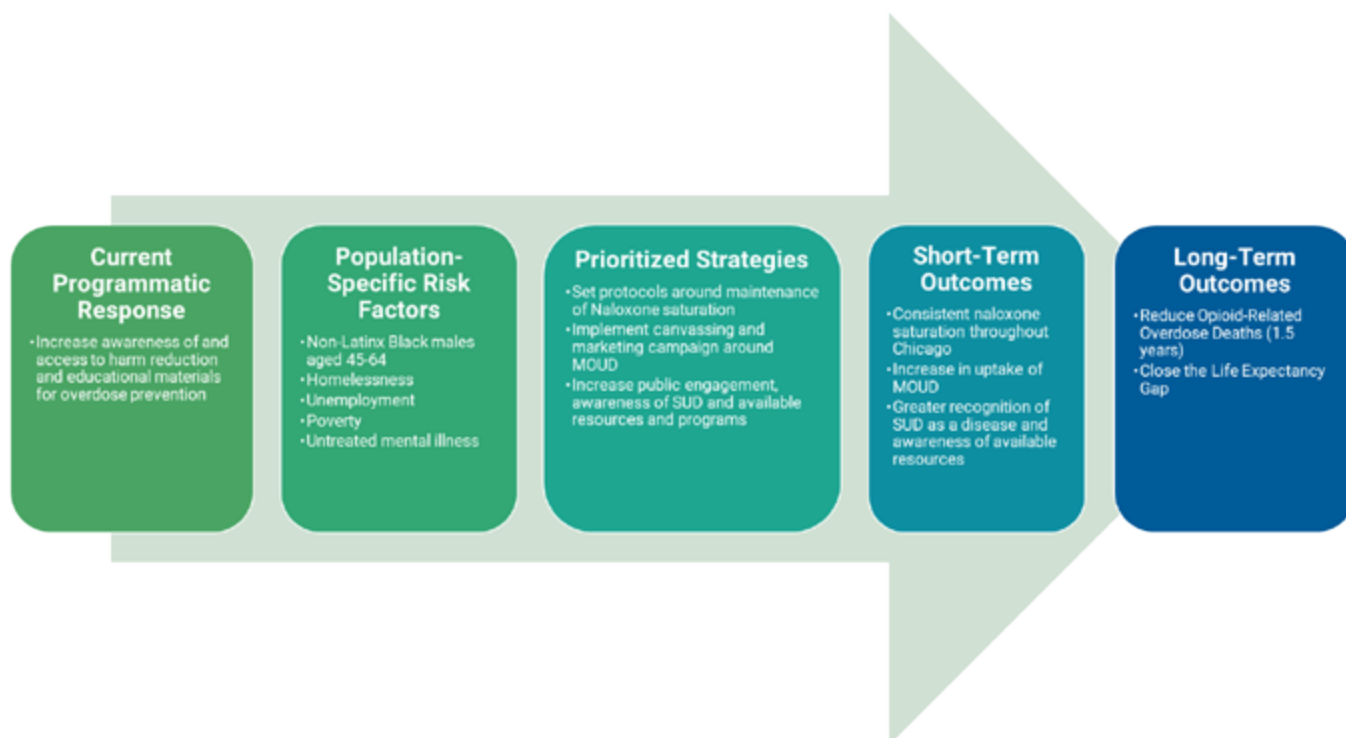 Current
Programmatic
Response
•Increase awareness of and
access to harm reduction
and educational materials
for overdose prevention
Population-
Specific Risk
Factors
•Non-Latinx Black males
aged 45-64
•Homelessness
•Unemployment
•Poverty
•Untreated mental illness
Prioritized Strategies
•Set protocols around maintenance
of Naloxone saturation
•Implement canvassing and
marketing campaign around
MOUD
•Increase public engagement,
awareness of SUD and available
resources and programs
Short-Term
Outcomes
•Consistent naloxone
saturation throughout
Chicago
•Increase in uptake of
MOUD
•Greater recognition of
SUD as a disease and
awareness of available
resources
Long-Term
Outcomes
•Reduce Opioid-Related
Overdose Deaths (1.5
years)
•Close the Life Expectancy
Gap